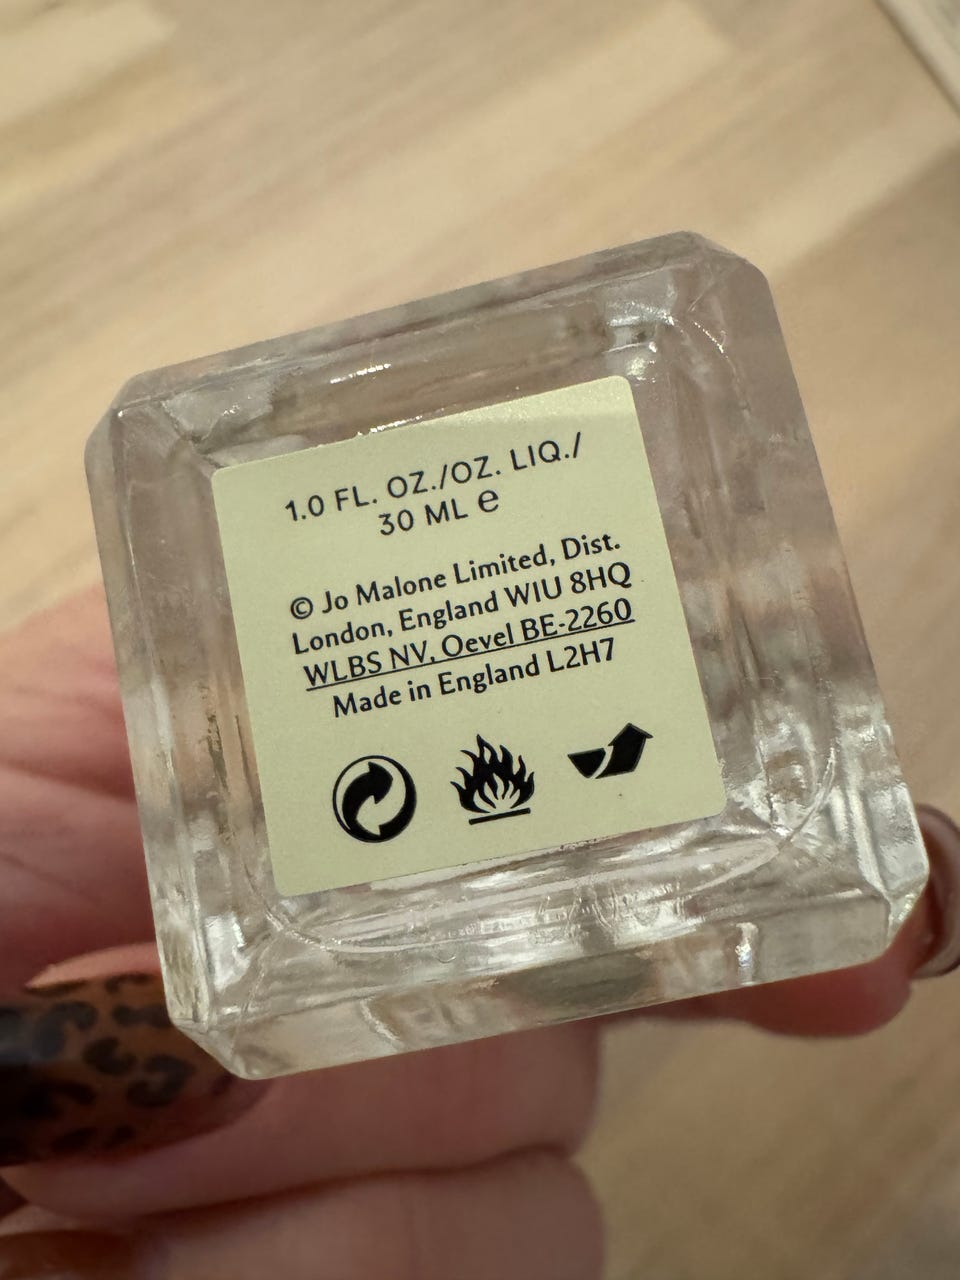 1.0 FL. OZ./OZ. LIQ./
30 ML ℮
© Jo Malone Limited, Dist.
London, England WIU 8HQ
WLBS NV, Oevel BE-2260
Made in England L2H7